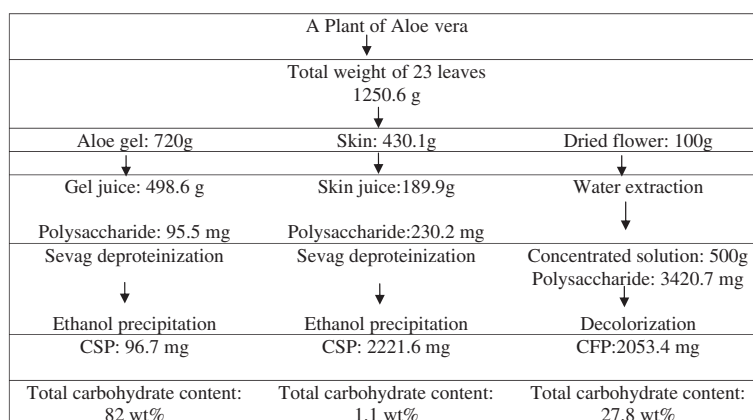 A Plant of Aloe vera
Total weight of 23 leaves
1250.6 g
Aloe gel: 720g Skin: 430.1g Dried flower: 100g
Gel juice: 498.6 g Skin juice:189.9g Water extraction
Polysaccharide: 95.5 mg Polysaccharide:230.2 mg
Sevag deproteinization Sevag deproteinization Concentrated solution: 500g
Polysaccharide: 3420.7 mg
Ethanol precipitation Ethanol precipitation Decolorization
CSP: 96.7 mg CSP: 2221.6 mg CFP:2053.4 mg
Total carbohydrate content: Total carbohydrate content: Total carbohydrate content:
82 wt% 1.1 wt% 27.8 wt%